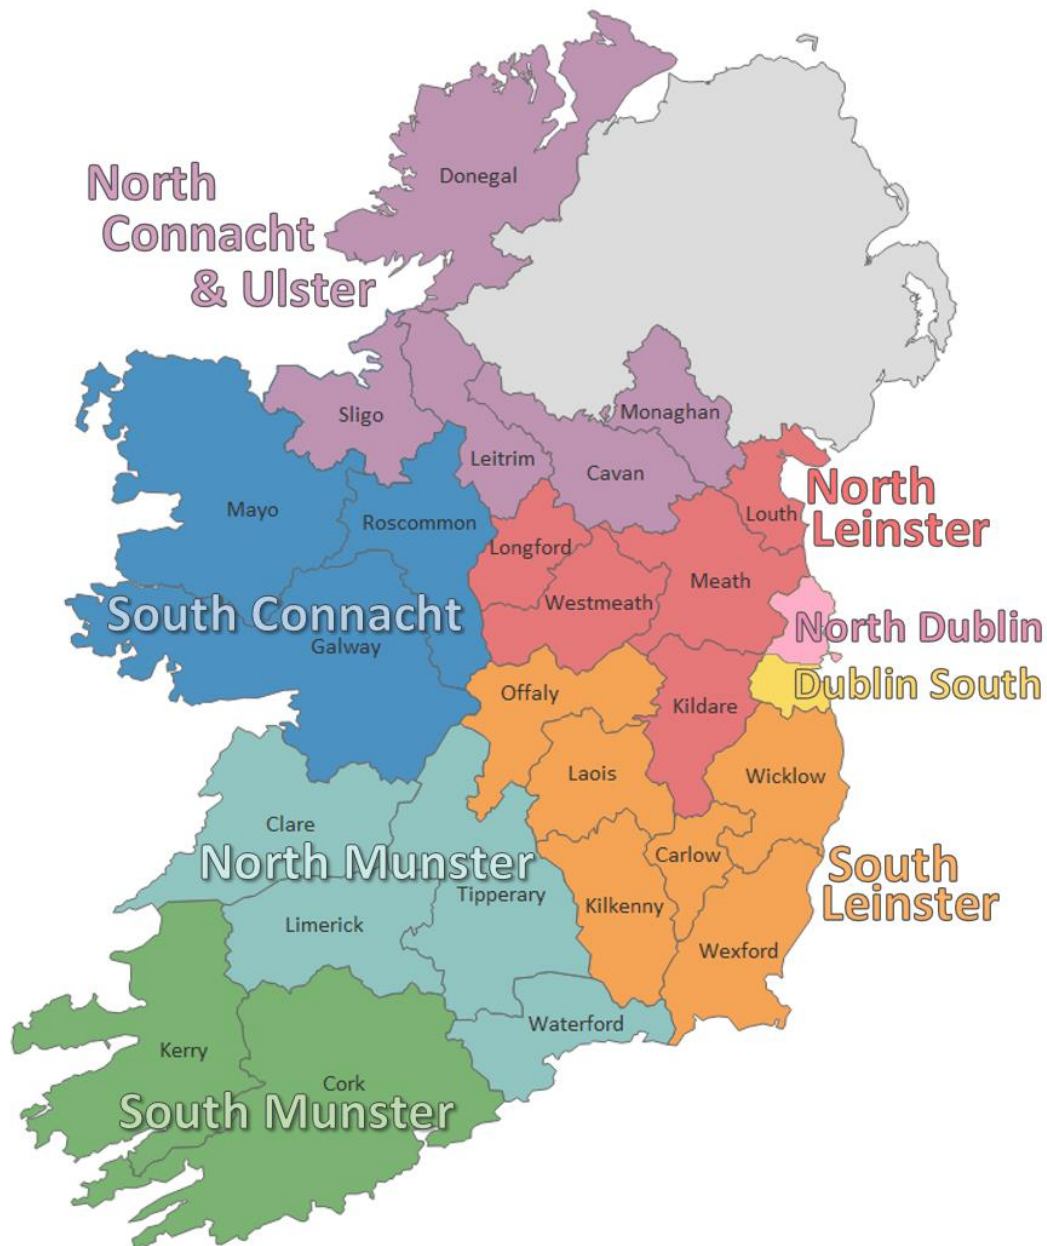 Donegal
North
Connacht
& Ulster
Sligo
Monaghan
Leitrim
Cavan
Mayo
Roscommon
Louth
North
Leinster
Longford
Meath
Westmeath
South Connacht
Galway
North Dublin
Dublin South
Offaly
Kildare
Laois
Wicklow
Clare
North Munster
Carlow
South
Leinster
Tipperary
Kilkenny
Limerick
Wexford
Waterford
Kerry
Cork
South Munster